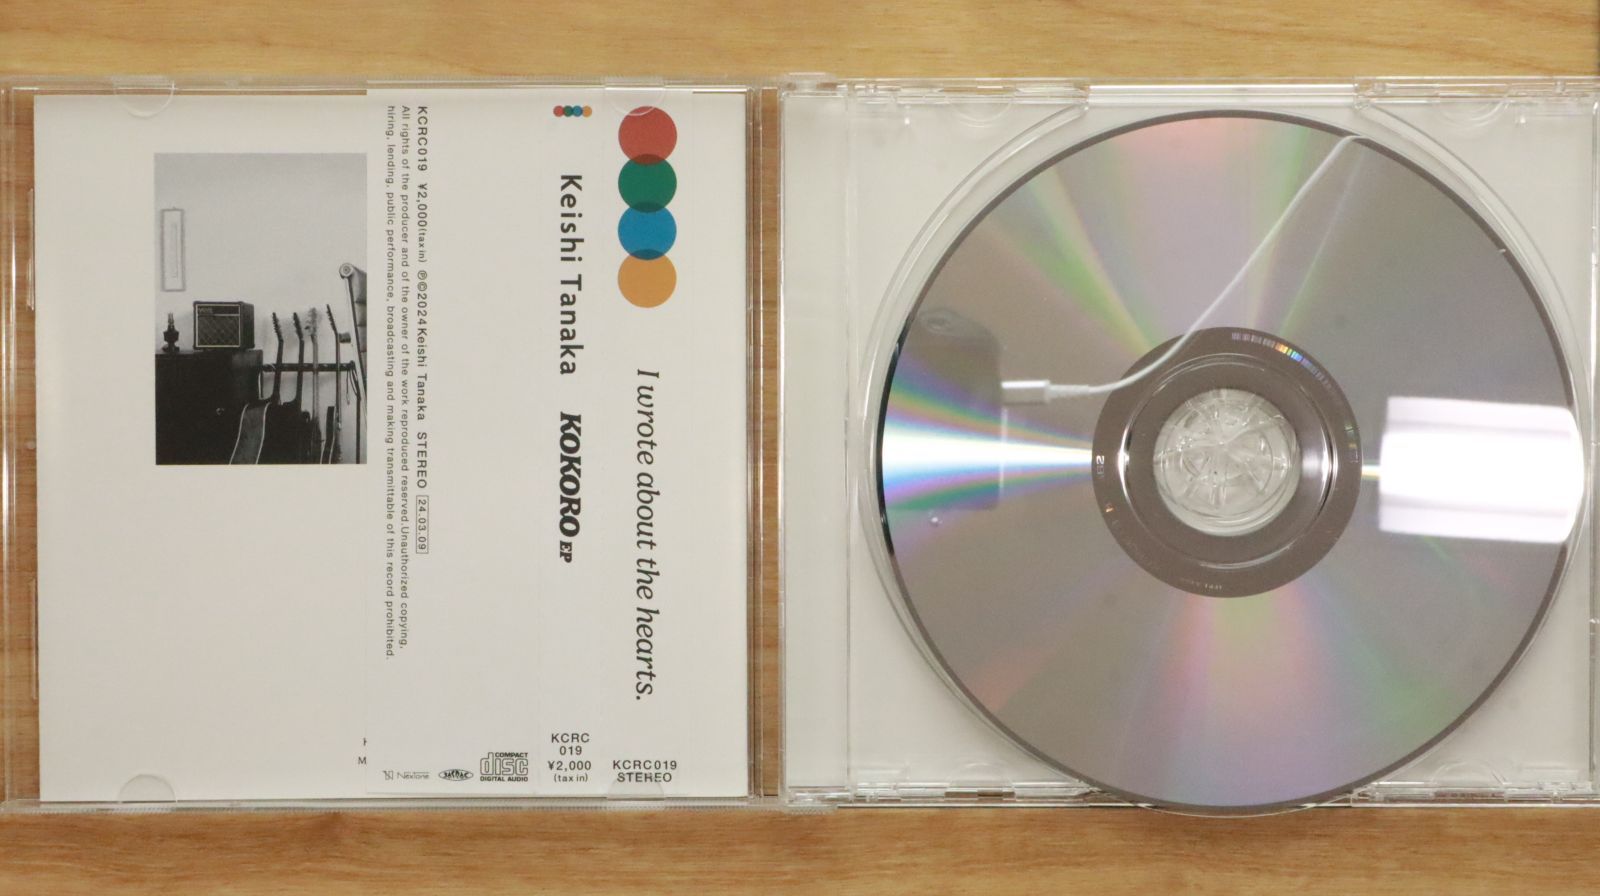 I wrote about the hearts.
KCRC019
STEREO
Keishi Tanaka KOKORO EP
KCRC
019
¥2,000
(tax in)
KCRC019 ¥2,000(tax in) ℗©2024 Keishi Tanaka STEREO 24.03.09
All rights of the producer and of the owner of the work reproduced reserved. Unauthorized copying,
hiring, lending, public performance, broadcasting and making transmittable of this record prohibited.
COMPACT
disc
DIGITAL AUDIO
JASRAC
NexTone
M